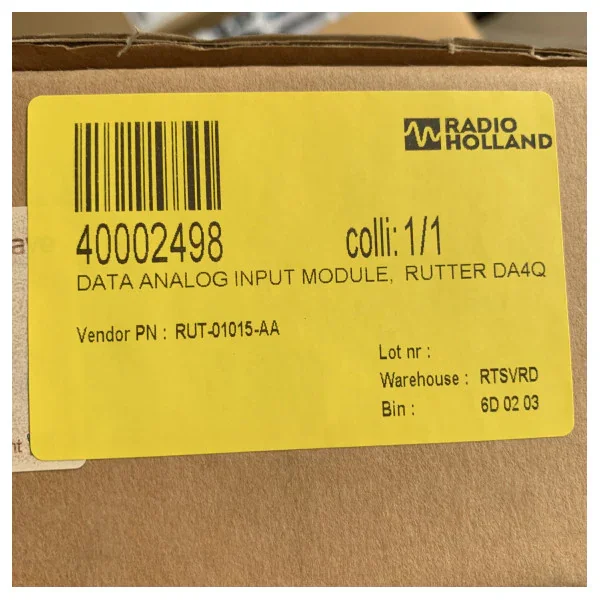 RADIO
HOLLAND
40002498 colli: 1/1
DATA ANALOG INPUT MODULE, RUTTER DA4Q
Vendor PN : RUT-01015-AA
Lot nr :
Warehouse : RTSVRD
Bin : 6D 02 03